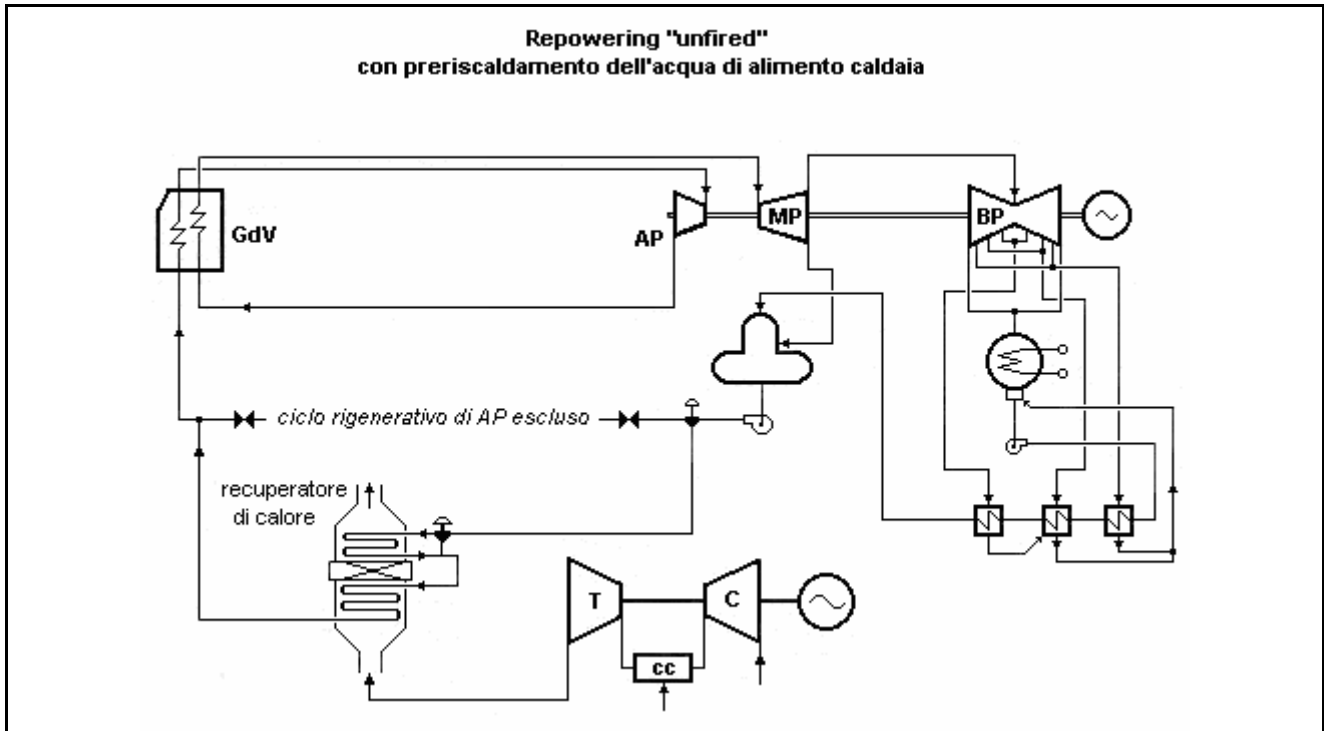 Repowering "unfired"
con preriscaldamento dell'acqua di alimento caldaia
GdV
AP
MP
BP
ciclo rigenerativo di AP escluso
recuperatore
di calore
T
C
cc